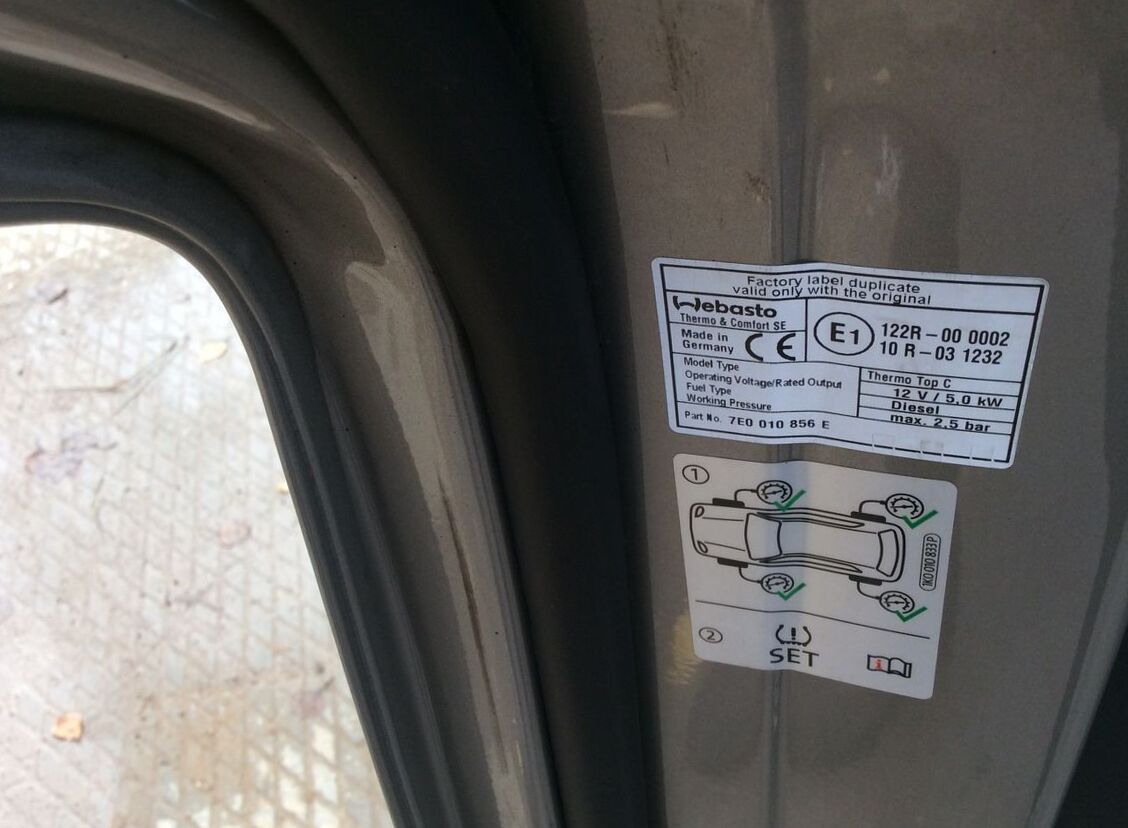 Factory label duplicate
valid only with the original
Webasto
Thermo & Comfort SE
Made in
Germany
CE
E1
122R-00 0002
10 R-03 1232
Model Type
Thermo Top C
Operating Voltage/Rated Output
12 V / 5,0 kW
Fuel Type
Diesel
Working Pressure
max. 2,5 bar
Part No. 7E0 010 856 E
1
1K0 010 833 P
2
SET
i